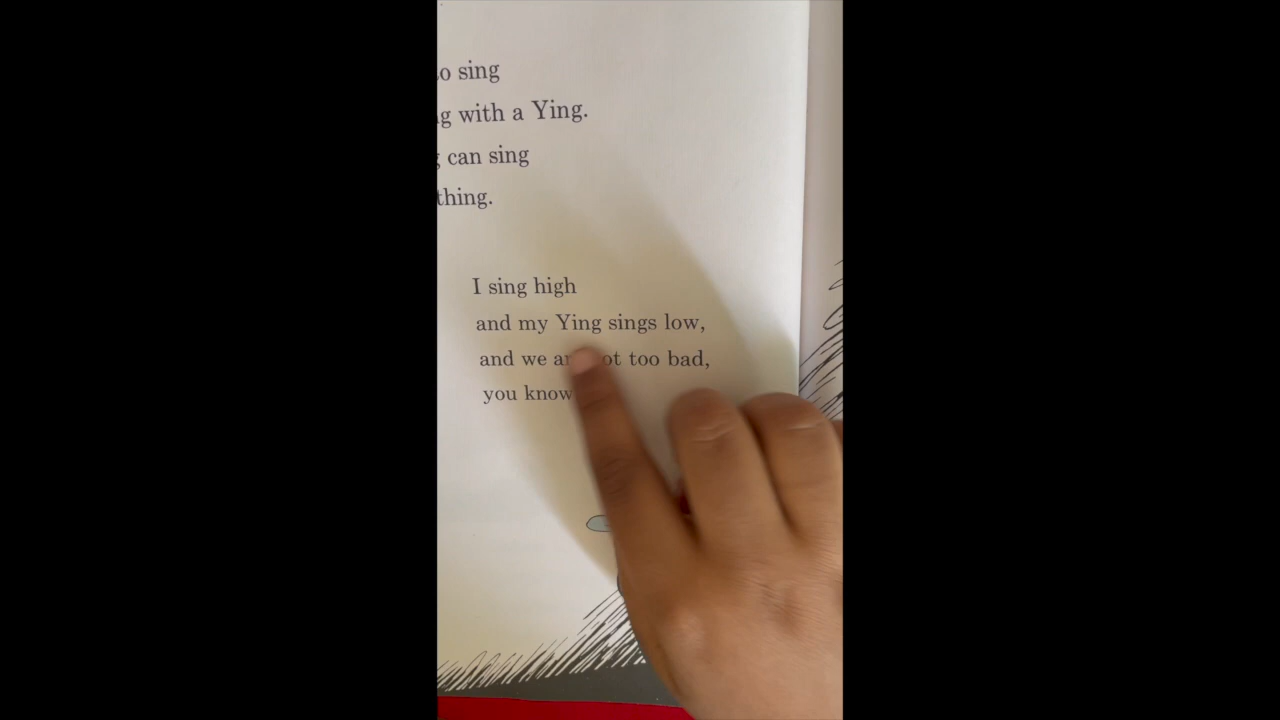 sing
with a Ying.
can sing
thing.
I sing high
and my Ying sings low,
and we too bad,
you know